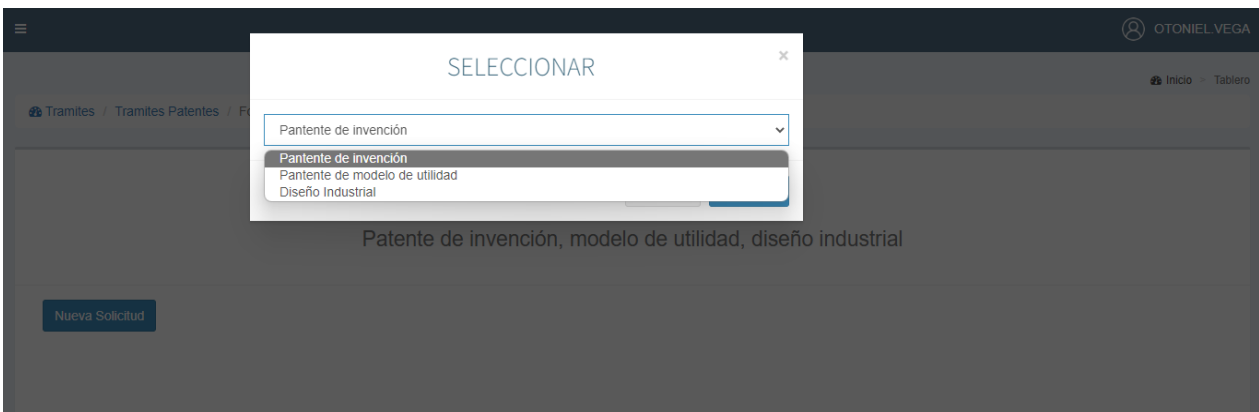 OTONIEL.VEGA
SELECCIONAR
×
Inicio > Tablero
Tramites / Tramites Patentes / Fo
Pantente de invención
Pantente de invención
Pantente de modelo de utilidad
Diseño Industrial
Patente de invención, modelo de utilidad, diseño industrial
Nueva Solicitud